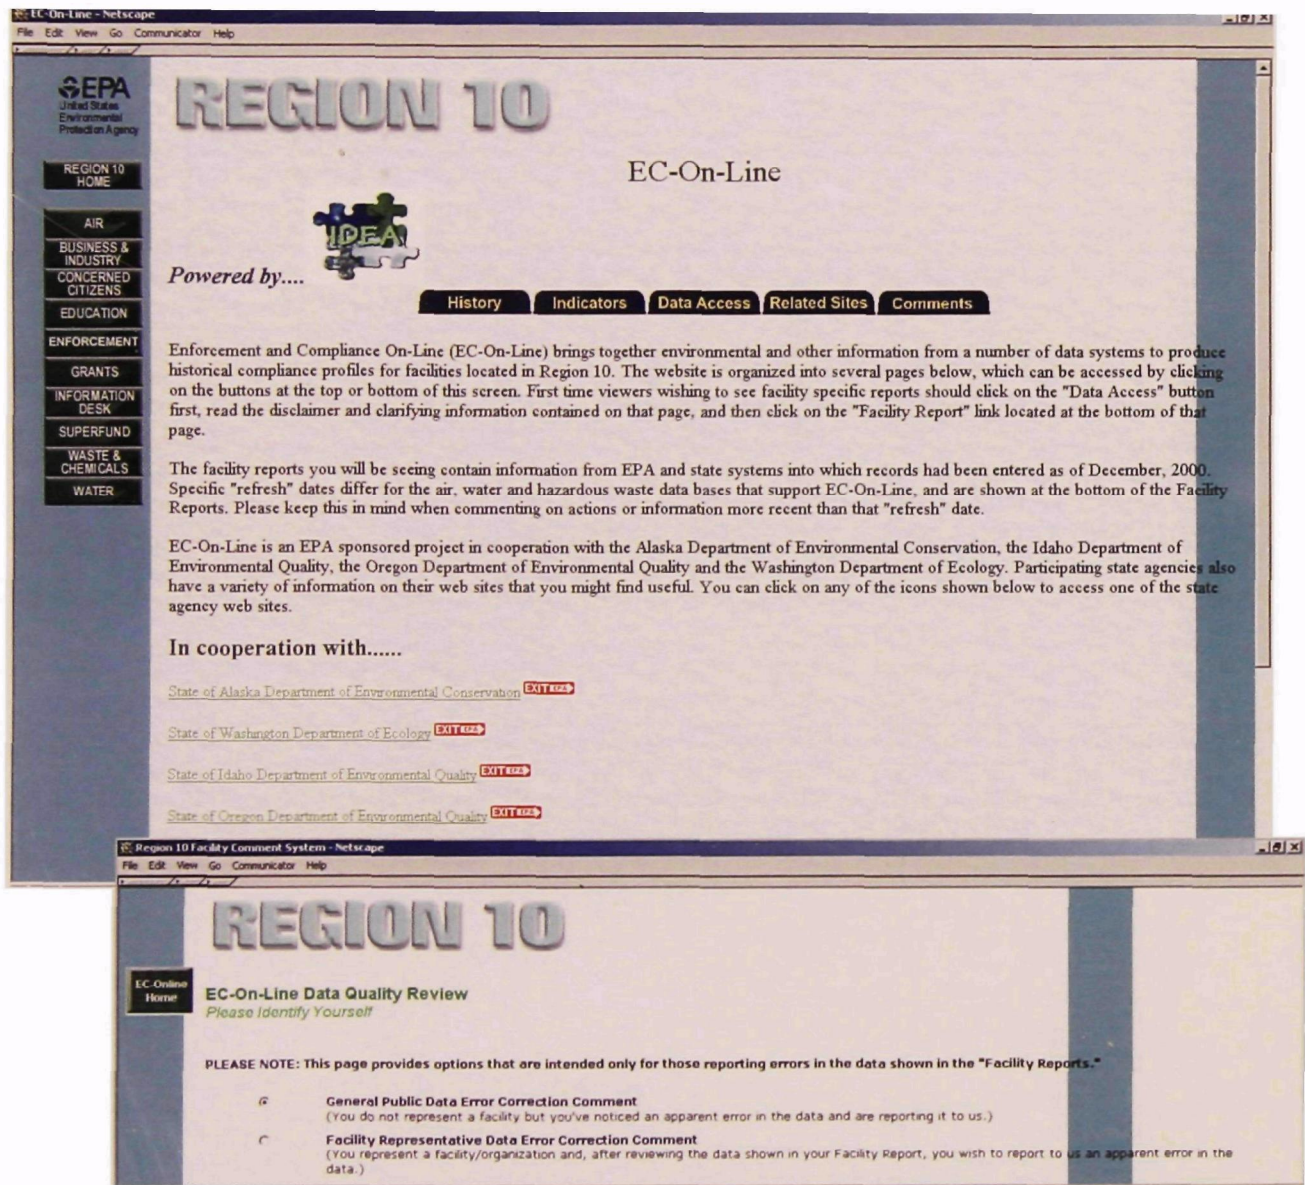 EC-On-Line - Netscape
File Edit View Go Communicator Help
EPA
United States
Environmental
Protection Agency
REGION 10
REGION 10
HOME
EC-On-Line
AIR
BUSINESS &
INDUSTRY
CONCERNED
CITIZENS
EDUCATION
ENFORCEMENT
GRANTS
INFORMATION
DESK
SUPERFUND
WASTE &
CHEMICALS
WATER
IDEA
Powered by....
History Indicators Data Access Related Sites Comments
Enforcement and Compliance On-Line (EC-On-Line) brings together environmental and other information from a number of data systems to produce
historical compliance profiles for facilities located in Region 10. The website is organized into several pages below, which can be accessed by clicking
on the buttons at the top or bottom of this screen. First time viewers wishing to see facility specific reports should click on the "Data Access" button
first, read the disclaimer and clarifying information contained on that page, and then click on the "Facility Report" link located at the bottom of that
page.
The facility reports you will be seeing contain information from EPA and state systems into which records had been entered as of December, 2000.
Specific "refresh" dates differ for the air, water and hazardous waste data bases that support EC-On-Line, and are shown at the bottom of the Facility
Reports. Please keep this in mind when commenting on actions or information more recent than that "refresh" date.
EC-On-Line is an EPA sponsored project in cooperation with the Alaska Department of Environmental Conservation, the Idaho Department of
Environmental Quality, the Oregon Department of Environmental Quality and the Washington Department of Ecology. Participating state agencies also
have a variety of information on their web sites that you might find useful. You can click on any of the icons shown below to access one of the state
agency web sites.
In cooperation with......
State of Alaska Department of Environmental Conservation EXIT EPA
State of Washington Department of Ecology EXIT EPA
State of Idaho Department of Environmental Quality EXIT EPA
State of Oregon Department of Environmental Quality EXIT EPA
Region 10 Facility Comment System - Netscape
File Edit View Go Communicator Help
REGION 10
EC-Online
Home
EC-On-Line Data Quality Review
Please Identify Yourself
PLEASE NOTE: This page provides options that are intended only for those reporting errors in the data shown in the "Facility Reports."
General Public Data Error Correction Comment
(You do not represent a facility but you've noticed an apparent error in the data and are reporting it to us.)
Facility Representative Data Error Correction Comment
(You represent a facility/organization and, after reviewing the data shown in your Facility Report, you wish to report to us an apparent error in the
data.)